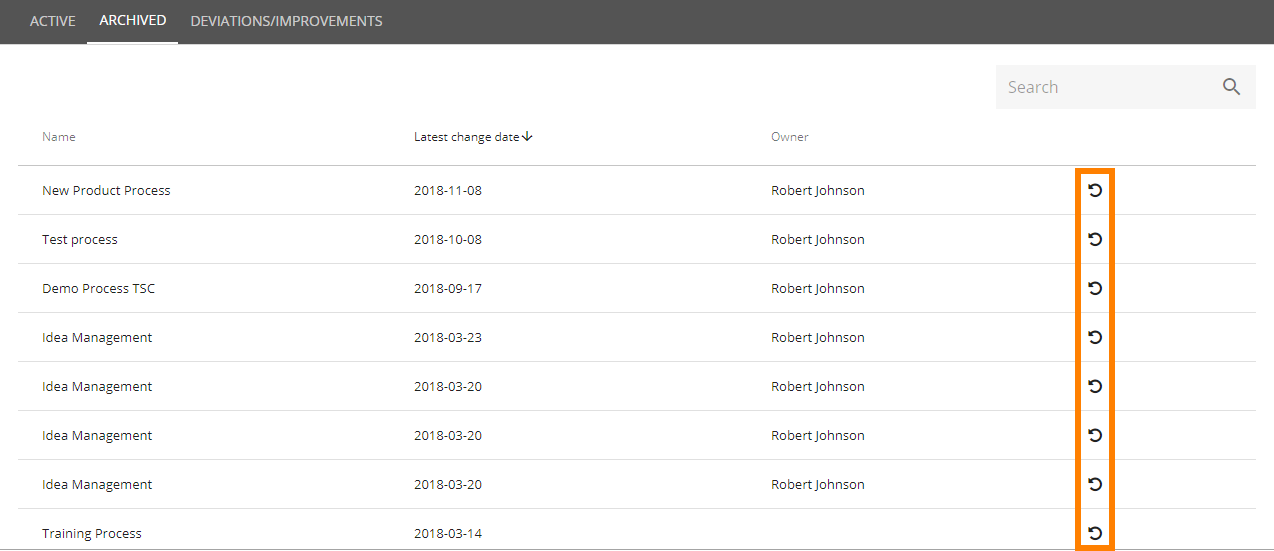 ACTIVE ARCHIVED DEVIATIONS/IMPROVEMENTS
Search
Name Latest change date Owner
New Product Process 2018-11-08 Robert Johnson
Test process 2018-10-08 Robert Johnson
Demo Process TSC 2018-09-17 Robert Johnson
Idea Management 2018-03-23 Robert Johnson
Idea Management 2018-03-20 Robert Johnson
Idea Management 2018-03-20 Robert Johnson
Idea Management 2018-03-20 Robert Johnson
Training Process 2018-03-14